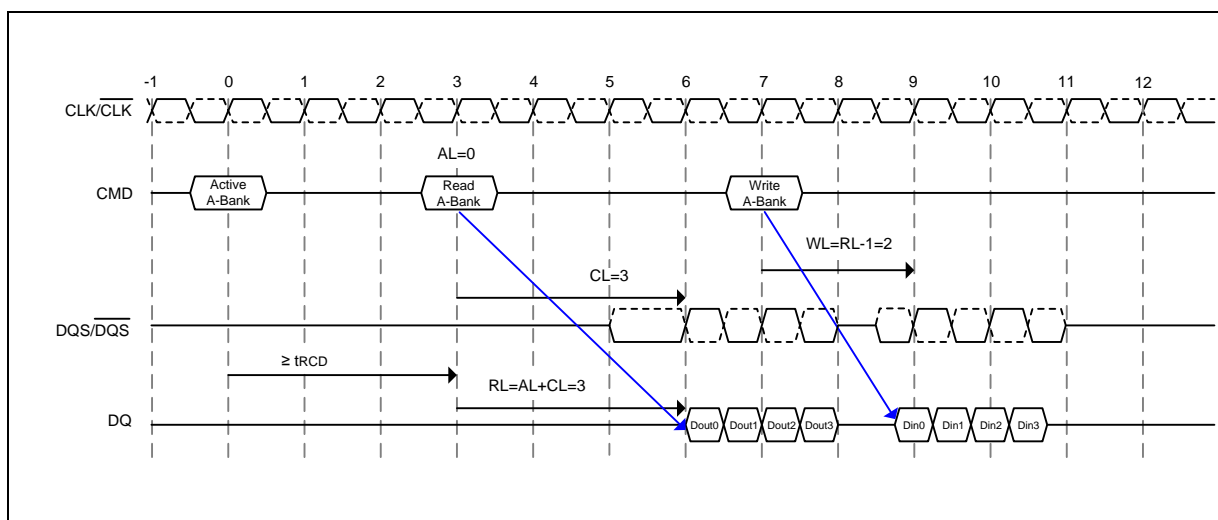 -1 0 1 2 3 4 5 6 7 8 9 10 11 12
CLK/CLK
AL=0
CMD
Active
A-Bank
Read
A-Bank
Write
A-Bank
WL=RL-1=2
CL=3
DQS/DQS
≥ tRCD
RL=AL+CL=3
DQ
Dout0 Dout1 Dout2 Dout3 Din0 Din1 Din2 Din3